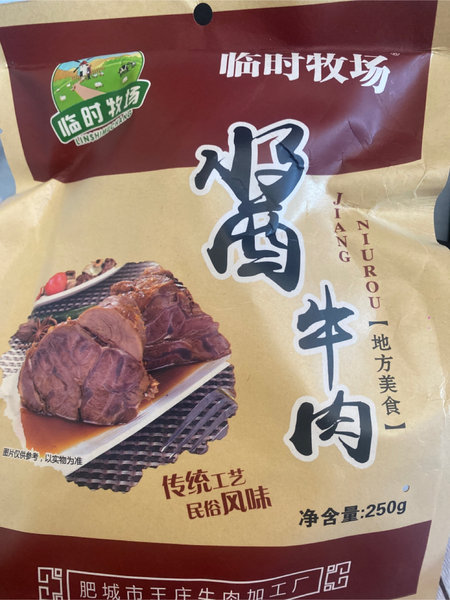 临时牧场
临时牧场
LINSHIMUCHANG
酱牛肉
JIANG
NIUROU
【地方美食】
图片仅供参考，以实物为准
传统工艺
民俗风味
净含量:250g
肥城市王庄牛肉加工厂